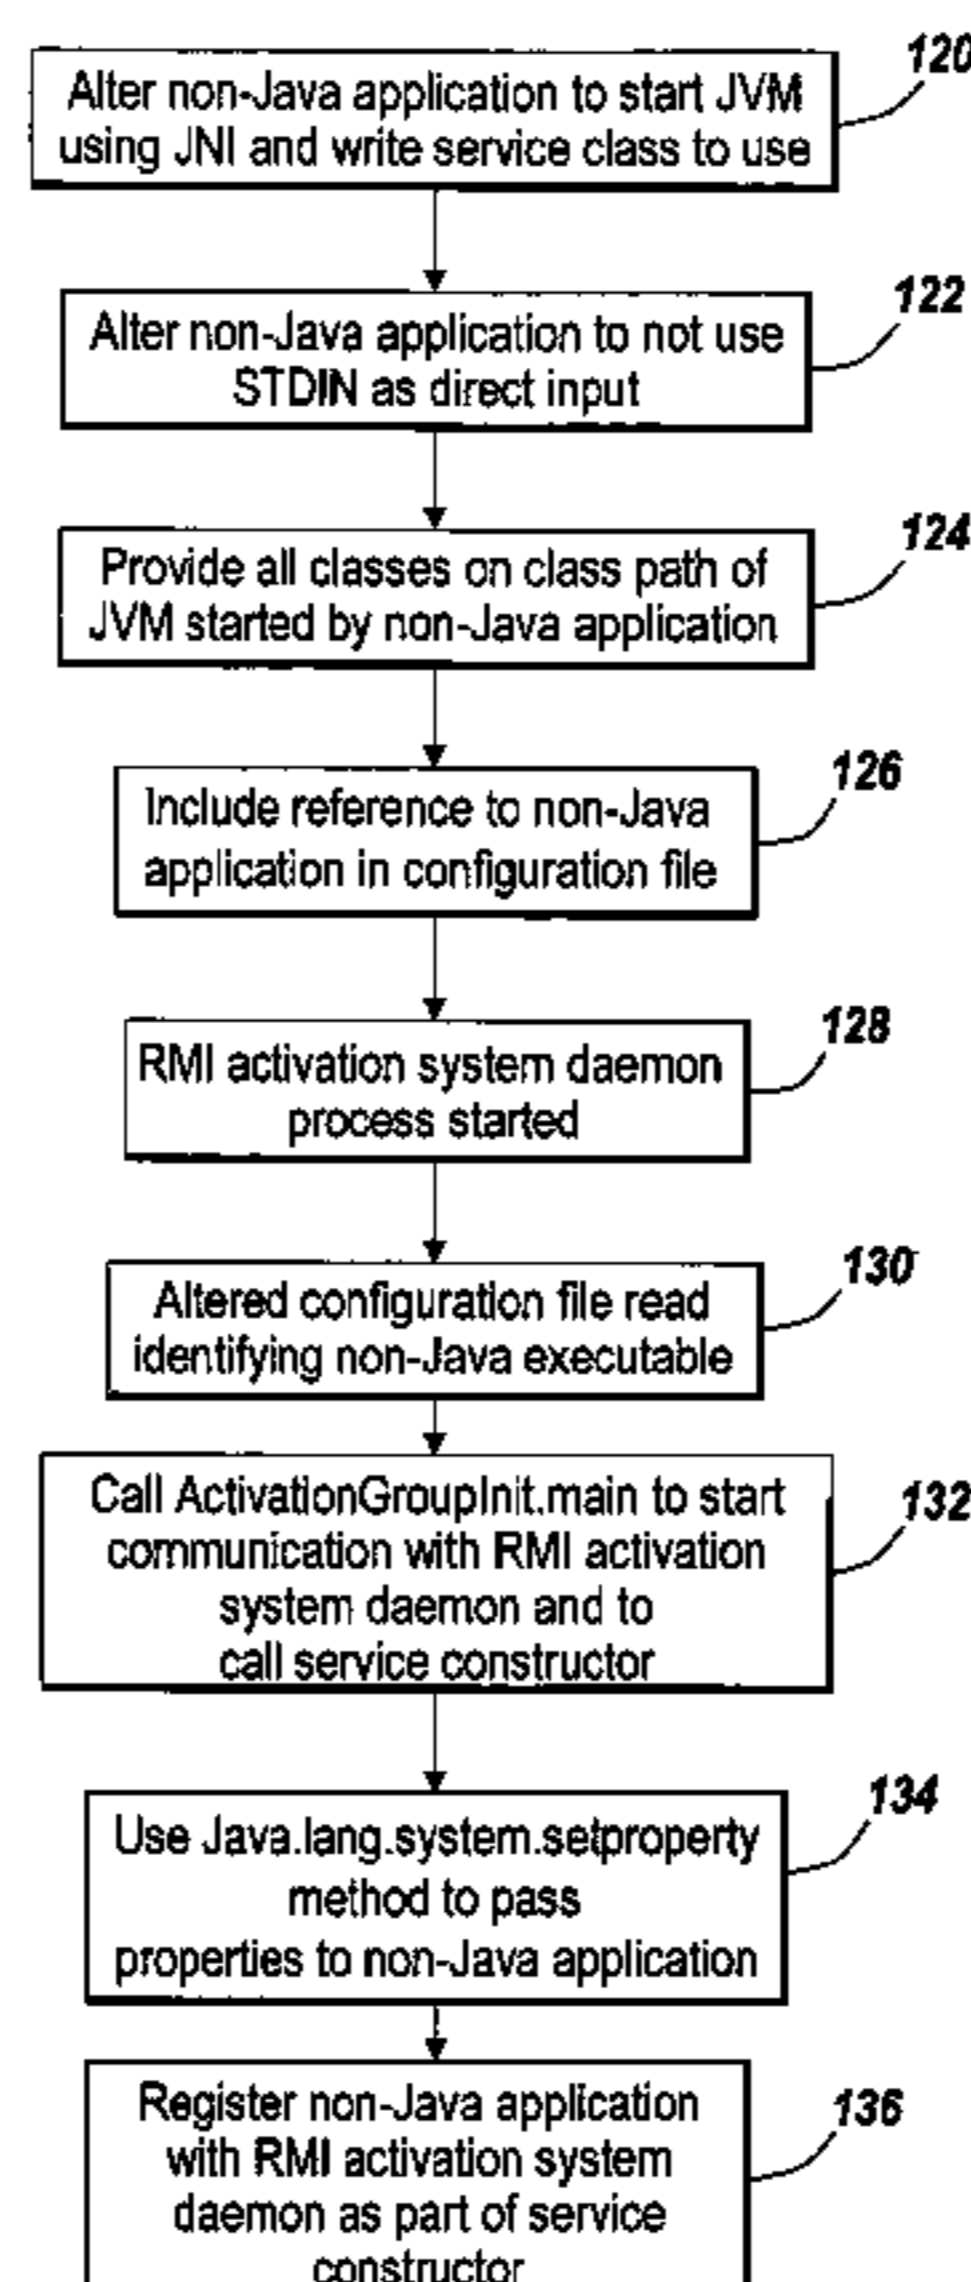 120
Alter non-Java application to start JVM
using JNI and write service class to use
122
Alter non-Java application to not use
STDIN as direct input
124
Provide all classes on class path of
JVM started by non-Java application
126
Include reference to non-Java
application in configuration file
128
RMI activation system daemon
process started
130
Altered configuration file read
identifying non-Java executable
132
Call ActivationGroupInit.main to start
communication with RMI activation
system daemon and to
call service constructor
134
Use Java.lang.system.setproperty
method to pass
properties to non-Java application
136
Register non-Java application
with RMI activation system
daemon as part of service
constructor